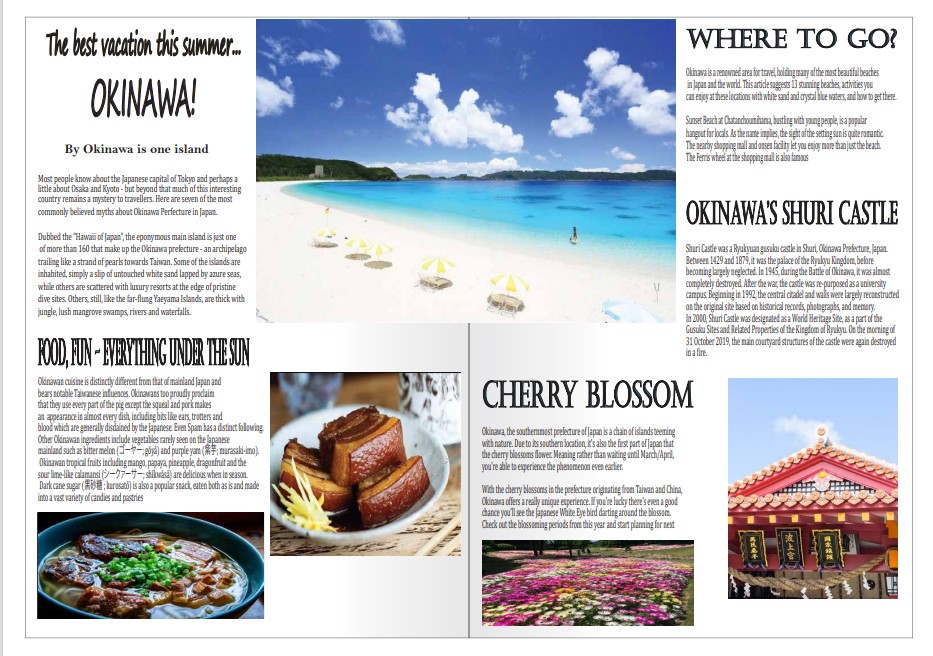 The best vacation this summer...
OKINAWA!
By Okinawa is one island
Most people know about the Japanese capital of Tokyo and perhaps a
little about Osaka and Kyoto - but beyond that much of this interesting
country remains a mystery to travellers. Here are seven of the most
commonly believed myths about Okinawa Perfecture in Japan.
Dubbed the "Hawaii of Japan", the eponymous main island is just one
of more than 160 that make up the Okinawa prefecture - an archipelago
trailing like a strand of pearls towards Taiwan. Some of the islands are
inhabited, simply a slip of untouched white sand lapped by azure seas,
while others are scattered with luxury resorts at the edge of pristine
dive sites. Others, still, like the far-flung Yaeyama Islands, are thick with
jungle, lush mangrove swamps, rivers and waterfalls.
FOOD, FUN - EVERYTHING UNDER THE SUN
Okinawan cuisine is distinctly different from that of mainland Japan and
bears notable Taiwanese influences. Okinawans too proudly proclaim
that they use every part of the pig except the squeal and pork makes
an appearance in almost every dish, including bits like ears, trotters and
blood which are generally disdained by the Japanese. Even Spam has a distinct following.
Other Okinawan ingredients include vegetables rarely seen on the Japanese
mainland such as bitter melon (ゴーヤー; gōyā) and purple yam (紫芋; murasaki-imo).
Okinawan tropical fruits including mango, papaya, pineapple, dragonfruit and the
sour lime-like calamansi (シークァーサー; shīkwāsā) are delicious when in season.
Dark cane sugar (黒砂糖; kurosatō) is also a popular snack, eaten both as is and made
into a vast variety of candies and pastries
WHERE TO GO?
Okinawa is a renowned area for travel, holding many of the most beautiful beaches
in Japan and the world. This article suggests 13 stunning beaches, activities you
can enjoy at these locations with white sand and crystal blue waters, and how to get there.
Sunset Beach at Chatanchoumihama, bustling with young people, is a popular
hangout for locals. As the name implies, the sight of the setting sun is quite romantic.
The nearby shopping mall and onsen facility let you enjoy more than just the beach.
The Ferris wheel at the shopping mall is also famous
OKINAWA'S SHURI CASTLE
Shuri Castle was a Ryukyuan gusuku castle in Shuri, Okinawa Prefecture, Japan.
Between 1429 and 1879, it was the palace of the Ryukyu Kingdom, before
becoming largely neglected. In 1945, during the Battle of Okinawa, it was almost
completely destroyed. After the war, the castle was re-purposed as a university
campus. Beginning in 1992, the central citadel and walls were largely reconstructed
on the original site based on historical records, photographs, and memory.
In 2000, Shuri Castle was designated as a World Heritage Site, as a part of the
Gusuku Sites and Related Properties of the Kingdom of Ryukyu. On the morning of
31 October 2019, the main courtyard structures of the castle were again destroyed
in a fire.
CHERRY BLOSSOM
Okinawa, the southernmost prefecture of Japan, is a chain of islands teeming
with nature. Due to its southern location, it's also the first part of Japan that
the cherry blossoms flower. Meaning rather than waiting until March/April,
you're able to experience the phenomenon even earlier.
With the cherry blossoms in the prefecture originating from Taiwan and China,
Okinawa offers a really unique experience. If you're lucky there's even a good
chance you'll see the Japanese White Eye bird darting around the blossom.
Check out the blossoming periods from this year and start planning for next
波上宮